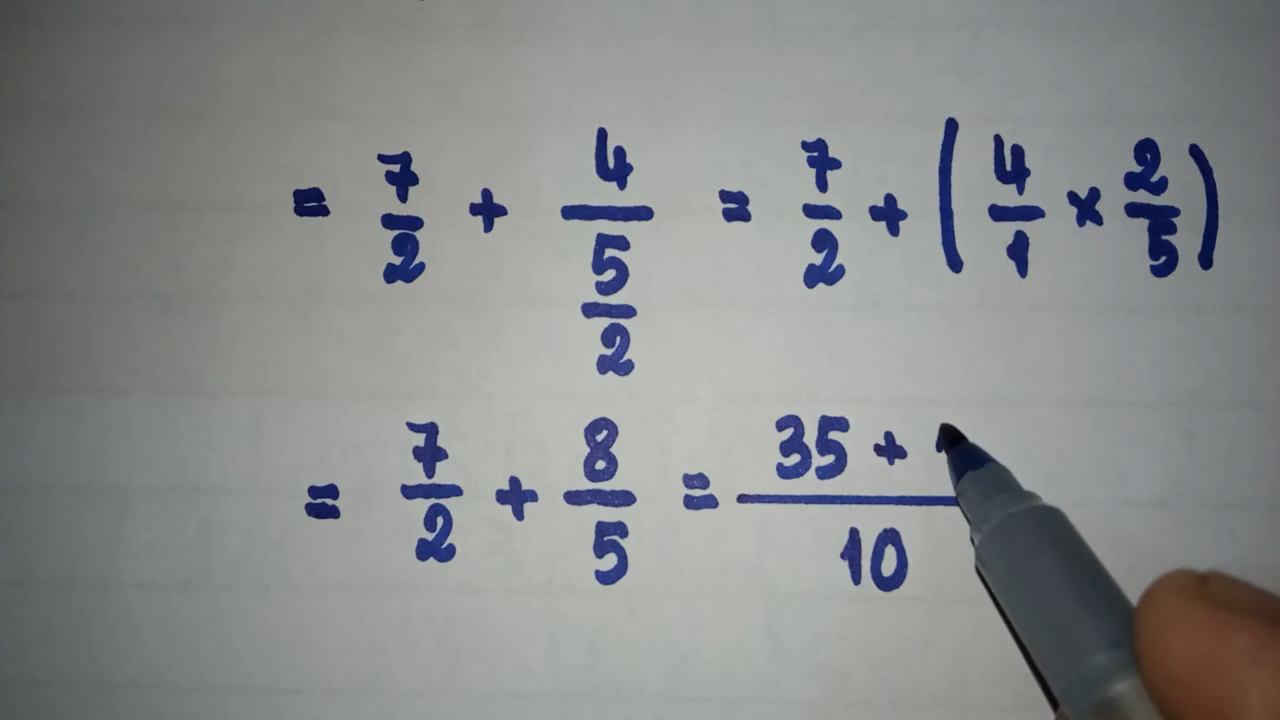 = 7/2 + 4/(5/2) = 7/2 + (4/1 × 2/5)
= 7/2 + 8/5 = (35 +)/10